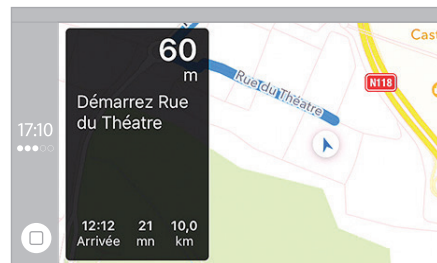 60
m
Démarrez Rue
du Théatre
12:12 21 10,0
Arrivée mn km
17:10
Rue du Théatre
N118
Cast